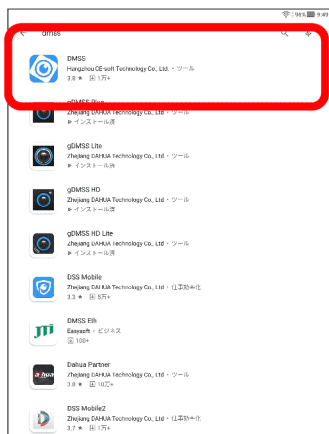 96% 9:49
dmss
DMSS
Hangzhou CE-soft Technology Co., Ltd. • ツール
3.8 ★ 1万+
gDMSS Plus
Zhejiang DAHUA Technology Co., Ltd • ツール
インストール済
gDMSS Lite
Zhejiang DAHUA Technology Co., Ltd • ツール
インストール済
gDMSS HD
Zhejiang DAHUA Technology Co., Ltd • ツール
インストール済
gDMSS HD Lite
Zhejiang DAHUA Technology Co., Ltd • ツール
インストール済
DSS Mobile
Zhejiang DAHUA Technology Co., Ltd • 仕事効率化
3.3 ★ 5万+
DMSS Eth
Easysoft • ビジネス
100+
Dahua Partner
Zhejiang DAHUA Technology Co., Ltd • ツール
3.8 ★ 10万+
DSS Mobile2
Zhejiang DAHUA Technology Co., Ltd • 仕事効率化
3.7 ★ 1万+